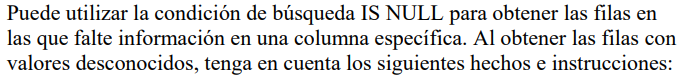 Puede utilizar la condición de búsqueda IS NULL para obtener las filas en
las que falte información en una columna específica. Al obtener las filas con
valores desconocidos, tenga en cuenta los siguientes hechos e instrucciones: